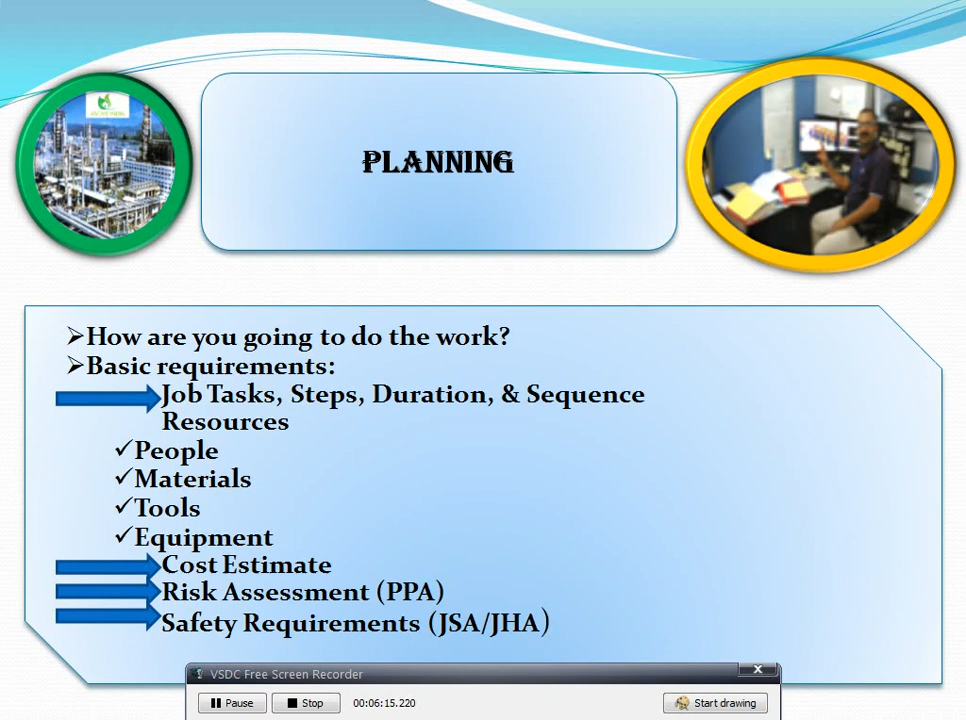 PLANNING
How are you going to do the work?
Basic requirements:
Job Tasks, Steps, Duration, & Sequence
Resources
People
Materials
Tools
Equipment
Cost Estimate
Risk Assessment (PPA)
Safety Requirements (JSA/JHA)
VSDC Free Screen Recorder
Pause
Stop
00:06:15.220
Start drawing